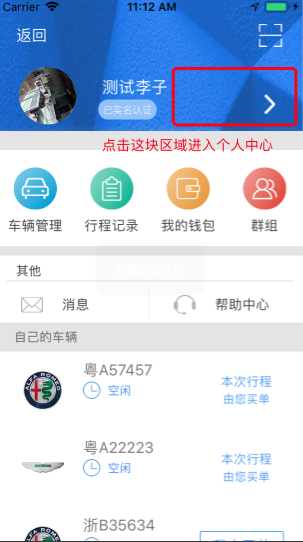 Carrier 11:12 AM
返回
测试李子
已实名认证
点击这块区域进入个人中心
车辆管理 行程记录 我的钱包 群组
其他
消息 帮助中心
自己的车辆
粤A57457
空闲
本次行程
由您买单
粤A22223
空闲
本次行程
由您买单
浙B35634